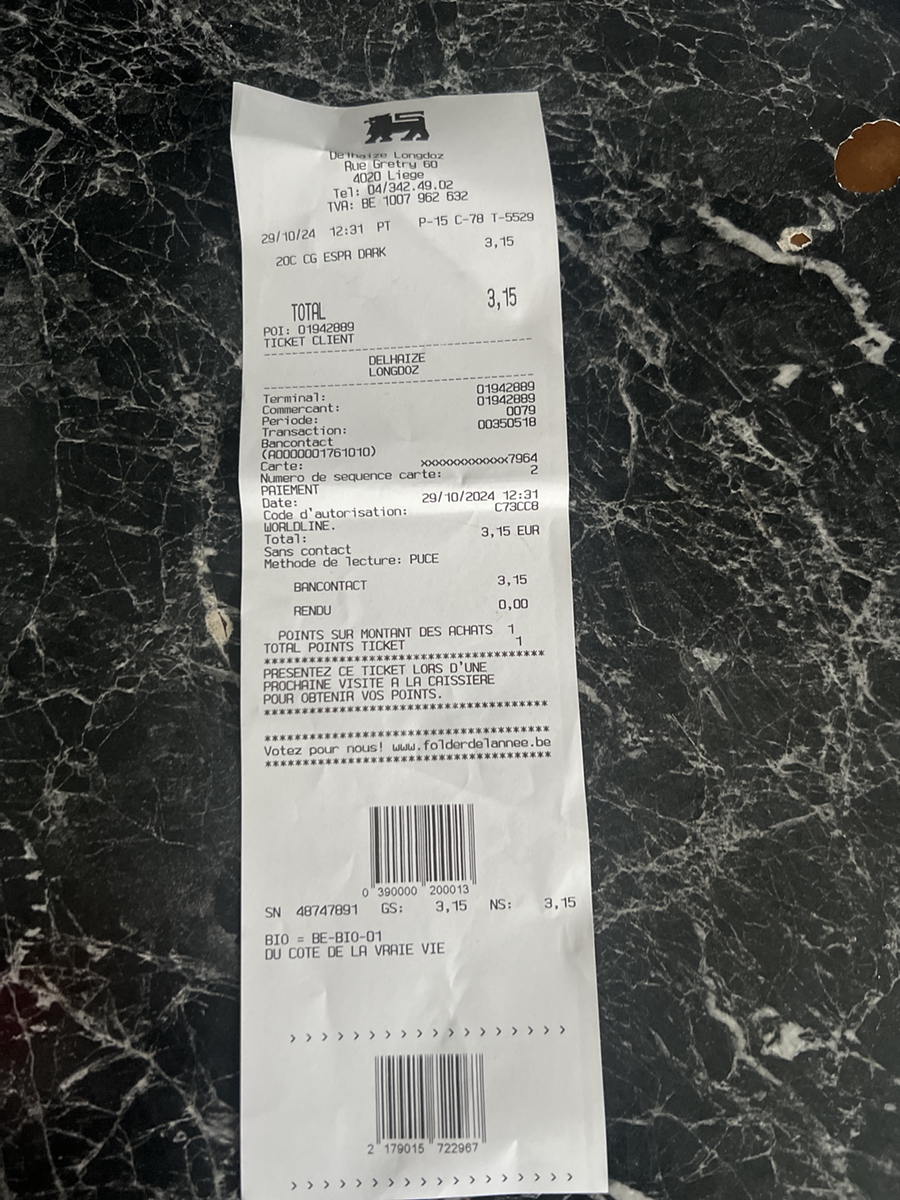 Delhaize Longdoz
Rue Gretry 60
4020 Liege
Tel: 04/342.49.02
TVA: BE 1007 962 632
29/10/24 12:31 PT P-15 C-78 T-5529
20C CG ESPR DARK 3,15
TOTAL 3,15
POI: 01942889
TICKET CLIENT
--------------------------------
DELHAIZE
LONGDOZ
--------------------------------
Terminal: 01942889
Commercant: 01942889
Periode: 0079
Transaction: 00350518
Bancontact
(A0000001761010)
Carte: xxxxxxxxxxxx7964
Numero de sequence carte: 2
PAIEMENT
Date: 29/10/2024 12:31
Code d'autorisation: C73CC8
WORLDLINE.
Total: 3,15 EUR
Sans contact
Methode de lecture: PUCE
BANCONTACT 3,15
RENDU 0,00
POINTS SUR MONTANT DES ACHATS 1
TOTAL POINTS TICKET 1
************************************
PRESENTEZ CE TICKET LORS D'UNE
PROCHAINE VISITE A LA CAISSIERE
POUR OBTENIR VOS POINTS.
************************************
************************************
Votez pour nous! www.folderdelannee.be
************************************
0 390000 200013
SN 48747891 GS: 3,15 NS: 3,15
BIO = BE-BIO-01
DU COTE DE LA VRAIE VIE
> > > > > > > > > > > > > > > >
2 179015 722967
> > > > > > > > > > > > > > > >